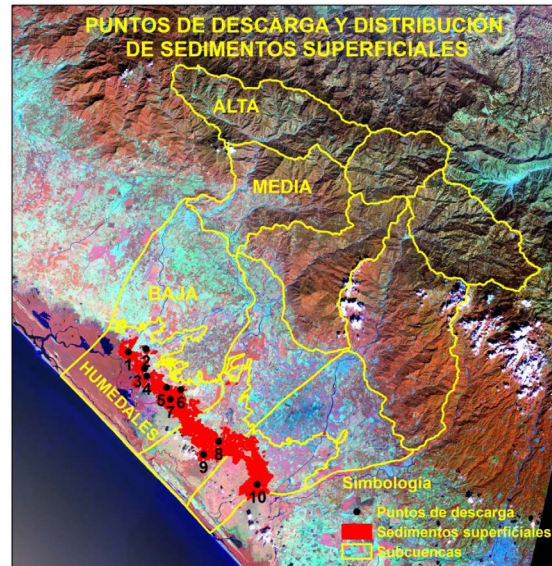 PUNTOS DE DESCARGA Y DISTRIBUCIÓN
DE SEDIMENTOS SUPERFICIALES
ALTA
MEDIA
BAJA
HUMEDALES
1
2
3
4
5
6
7
8
9
10
Simbología
Puntos de descarga
Sedimentos superficiales
Subcuencas